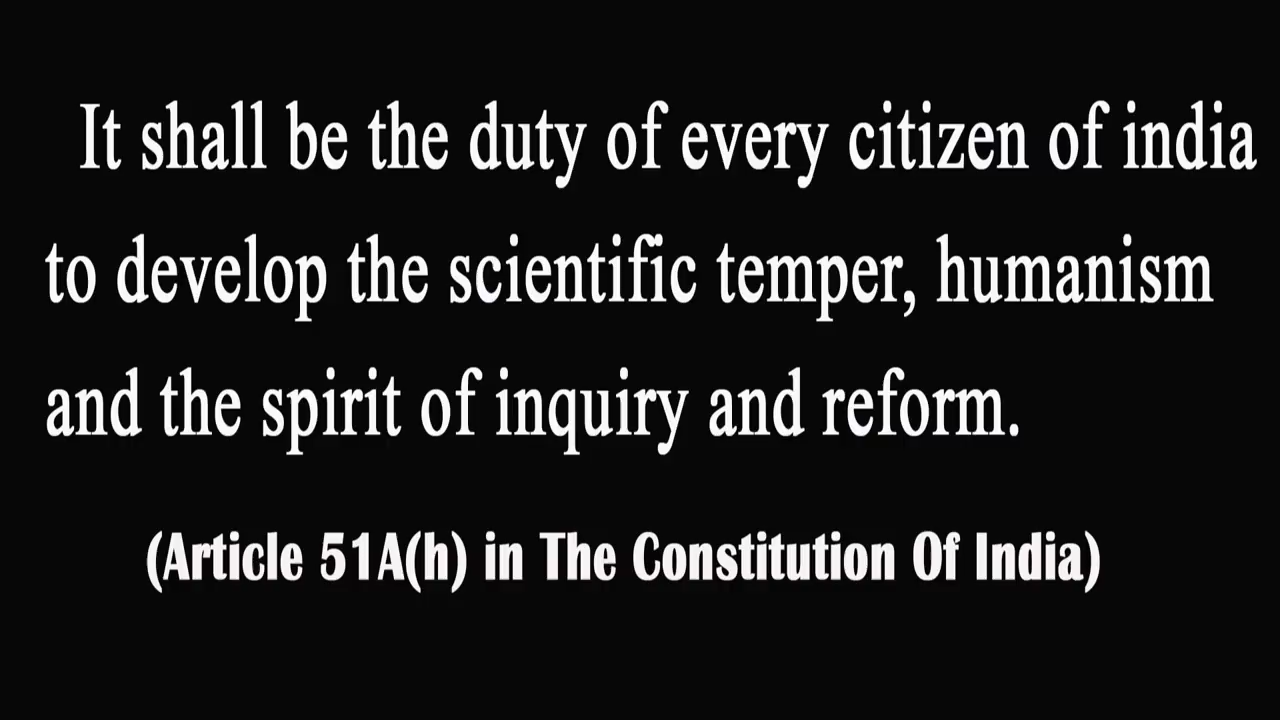 It shall be the duty of every citizen of india
to develop the scientific temper, humanism
and the spirit of inquiry and reform.
(Article 51A(h) in The Constitution Of India)